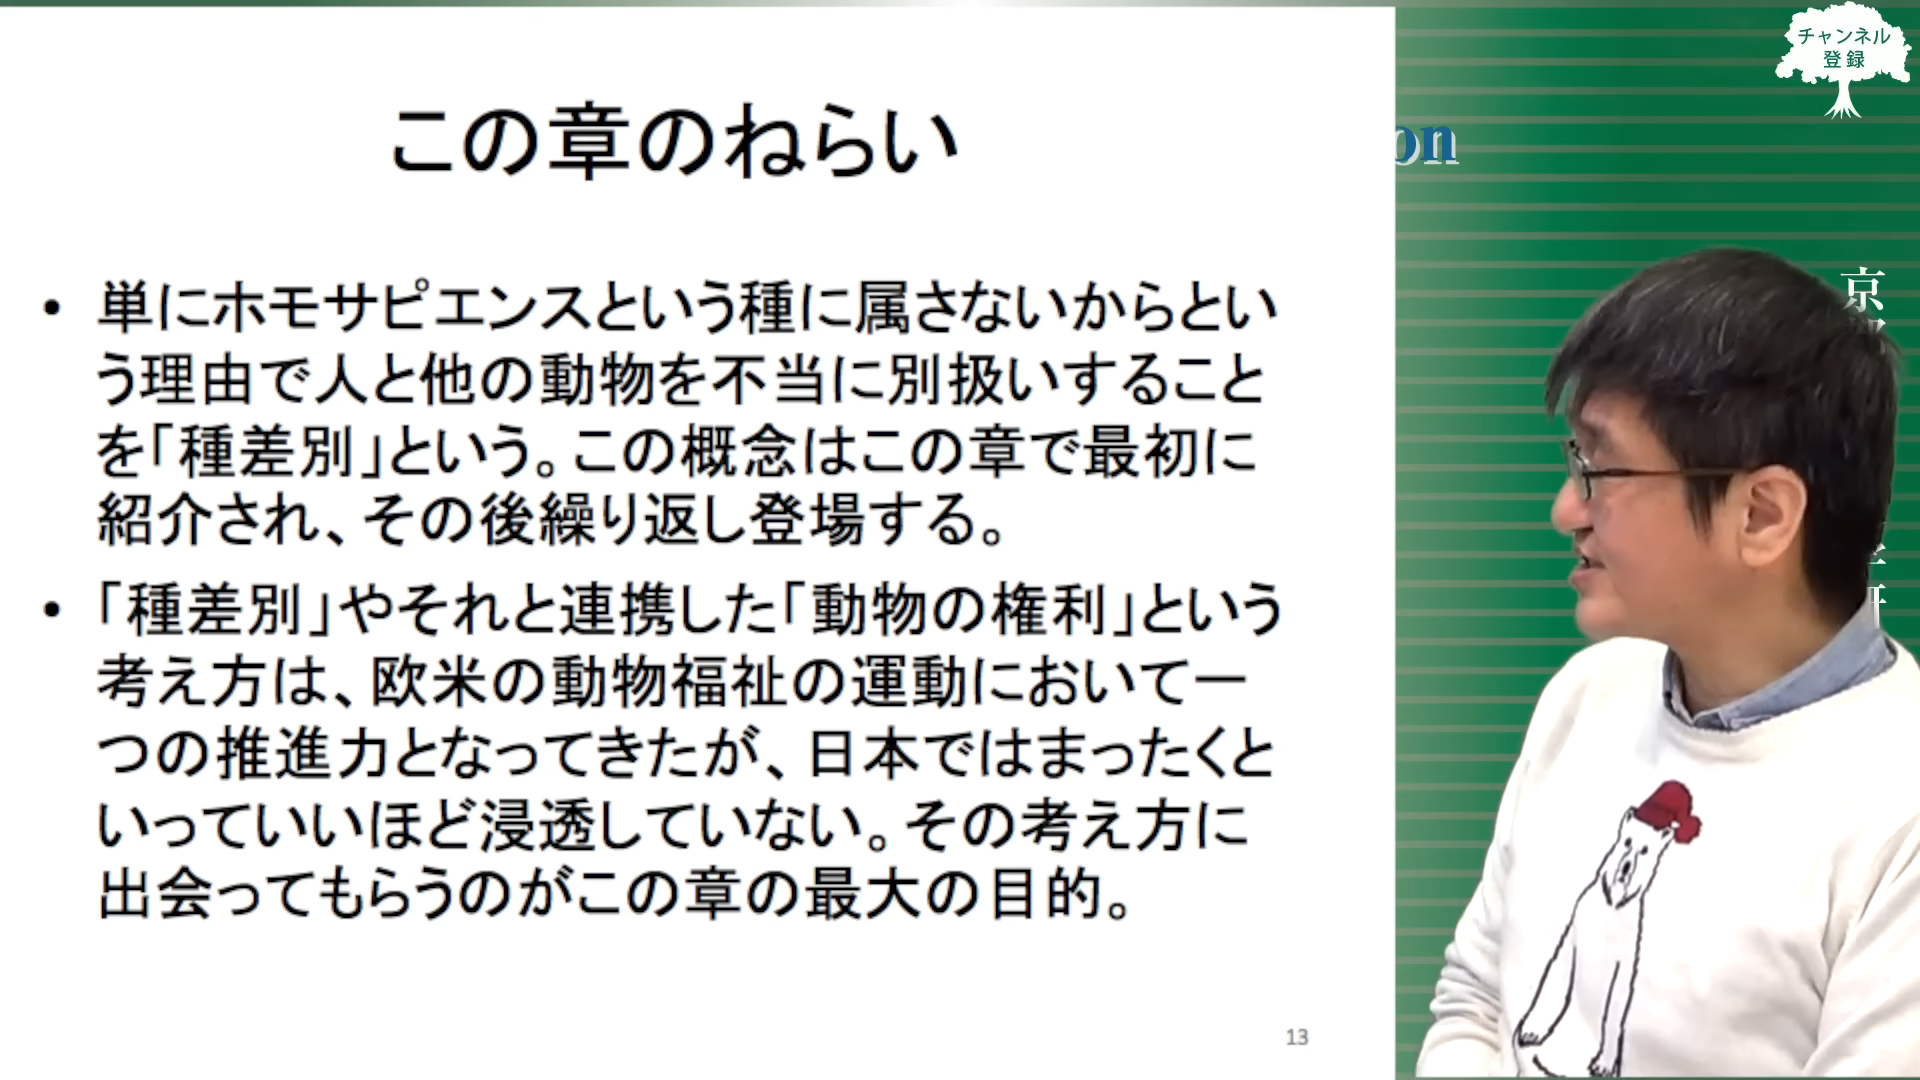 この章のねらい
• 単にホモサピエンスという種に属さないからとい
う理由で人と他の動物を不当に別扱いすること
を「種差別」という。この概念はこの章で最初に
紹介され、その後繰り返し登場する。
• 「種差別」やそれと連携した「動物の権利」という
考え方は、欧米の動物福祉の運動において一
つの推進力となってきたが、日本ではまったくと
いっていいほど浸透していない。その考え方に
出会ってもらうのがこの章の最大の目的。
13
チャンネル
登録
on
京